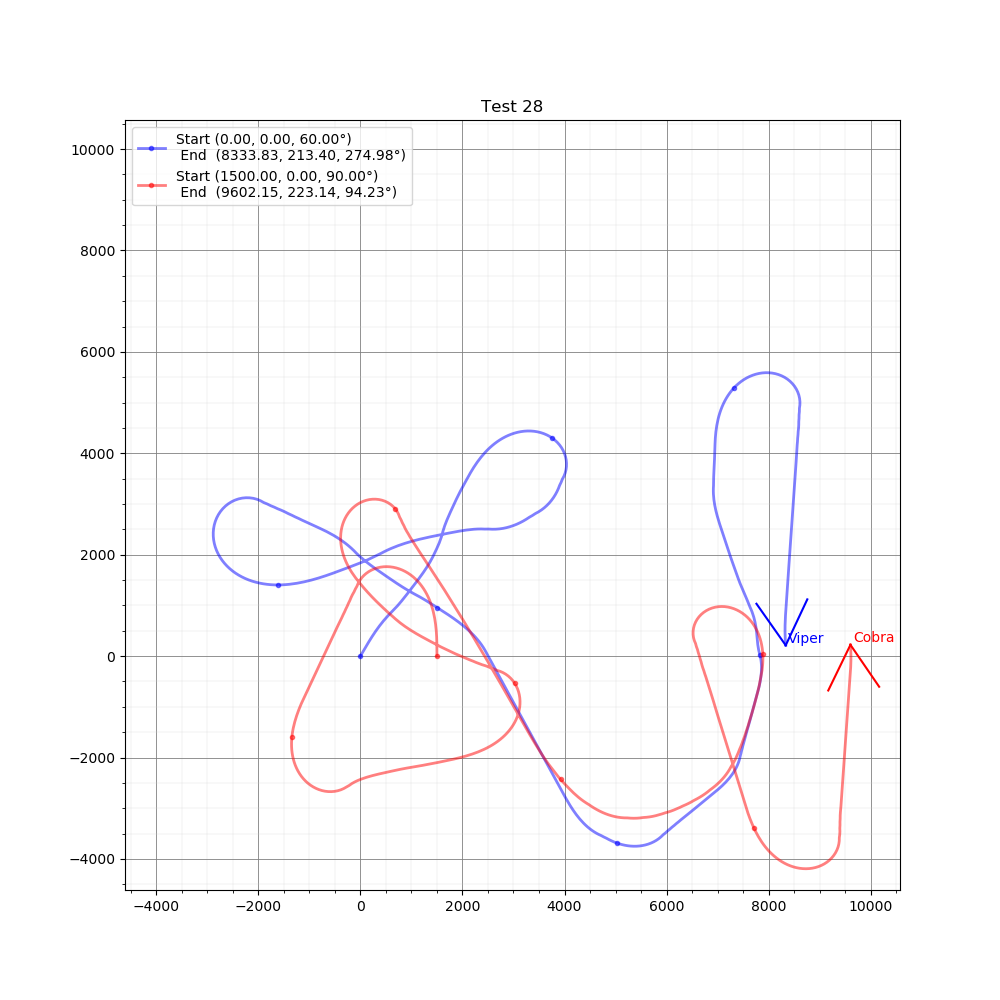 Test 28
Start (0.00, 0.00, 60.00°)
End (8333.83, 213.40, 274.98°)
Start (1500.00, 0.00, 90.00°)
End (9602.15, 223.14, 94.23°)
10000
8000
6000
4000
2000
0
−2000
−4000
Viper
Cobra
−4000 −2000 0 2000 4000 6000 8000 10000